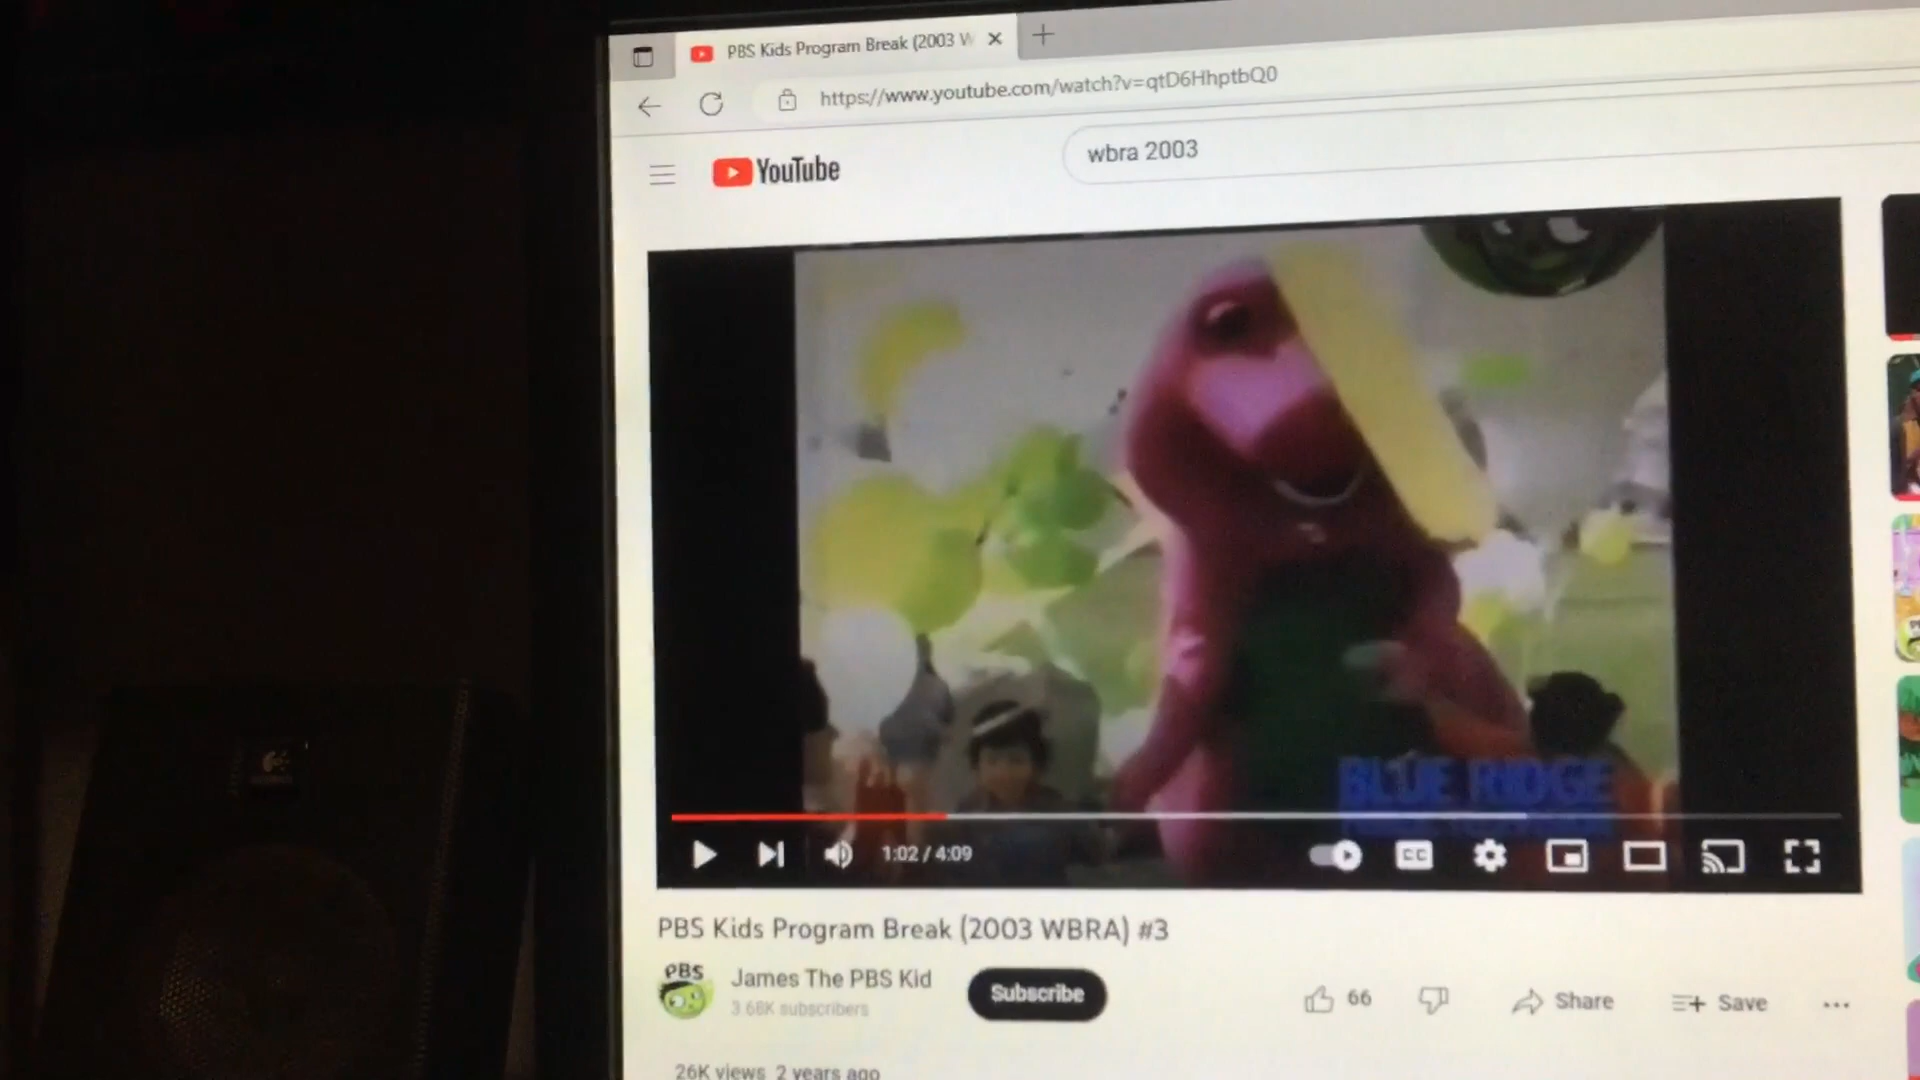 PBS Kids Program Break (2003 W
https://www.youtube.com/watch?v=qtD6HhptbQ0
YouTube
wbra 2003
BLUE RIDGE
1:02 / 4:09
CC
PBS Kids Program Break (2003 WBRA) #3
PBS
James The PBS Kid
3.68K subscribers
Subscribe
66
Share
Save
26K views 2 years ago